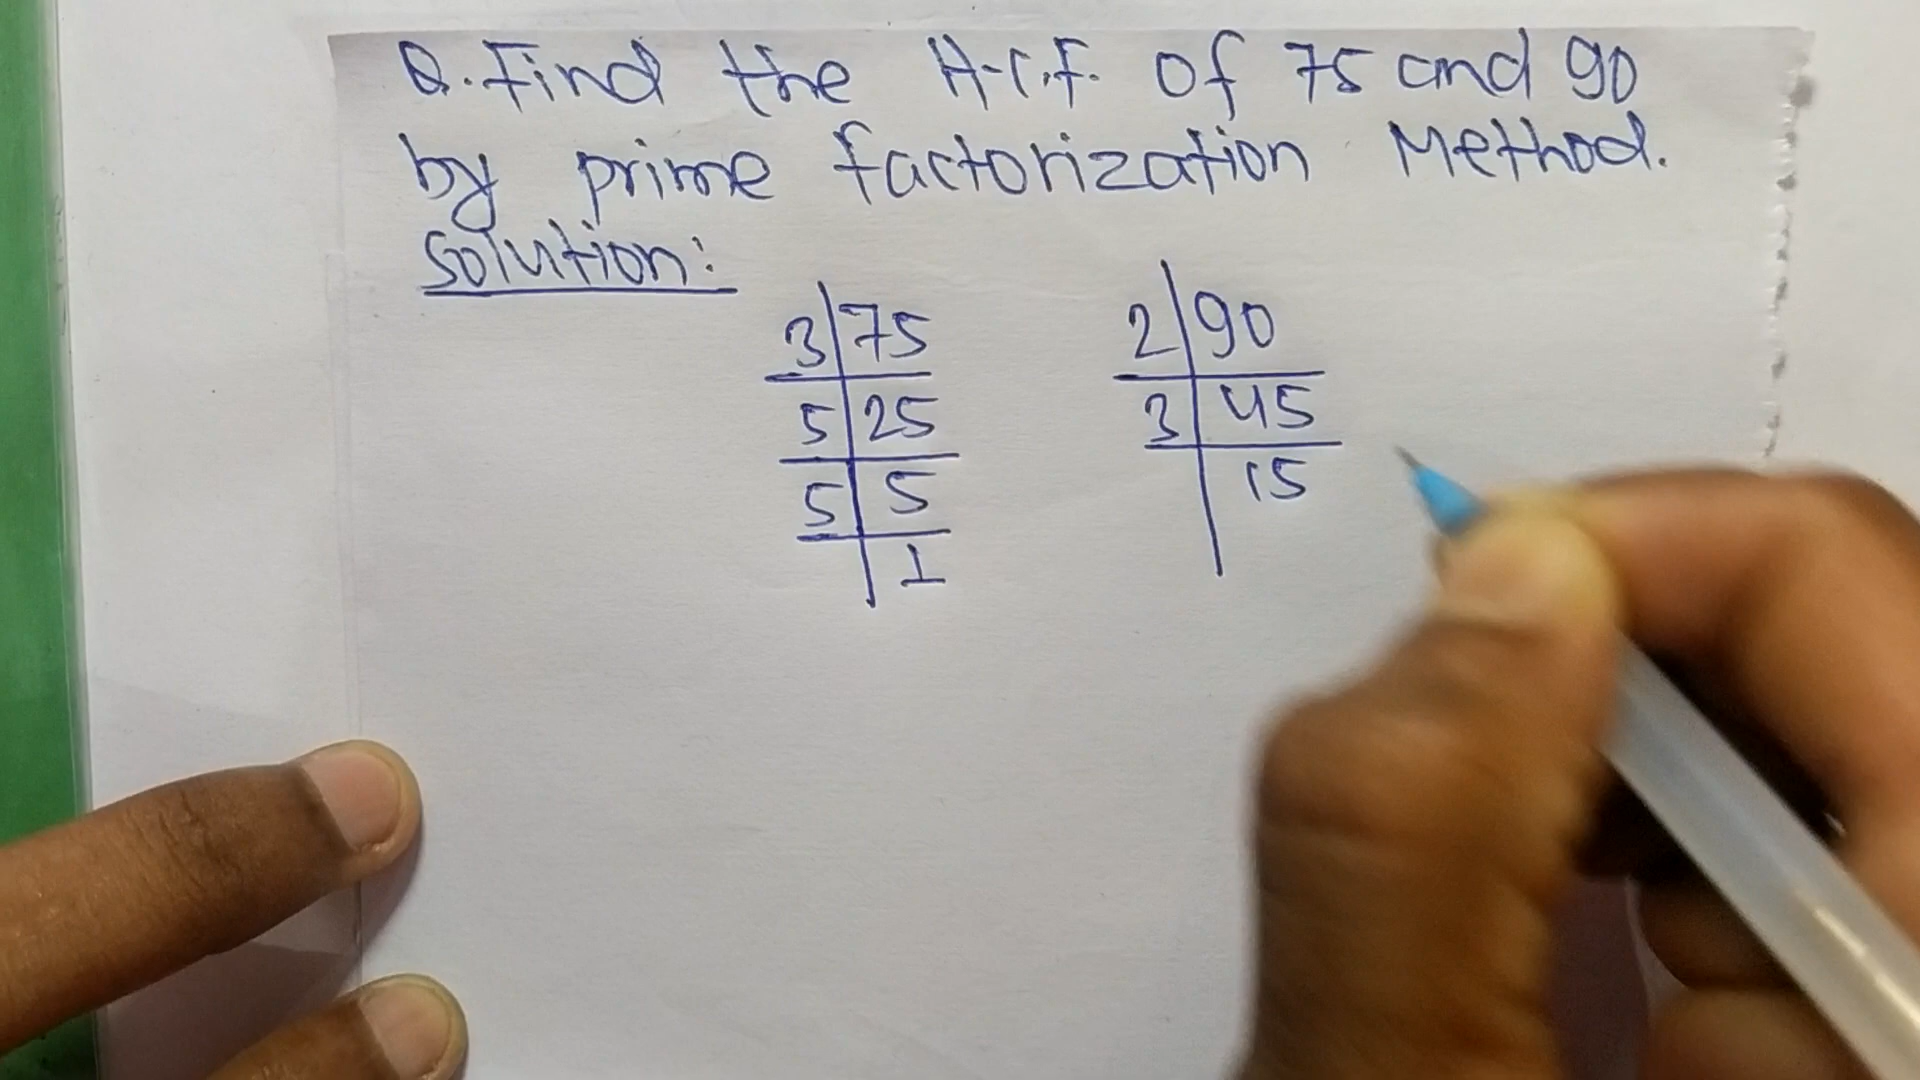 Q. Find the H.C.F. of 75 and 90
by prime factorization Method.
Solution:
3 75
5 25
5 5
1
2 90
3 45
15